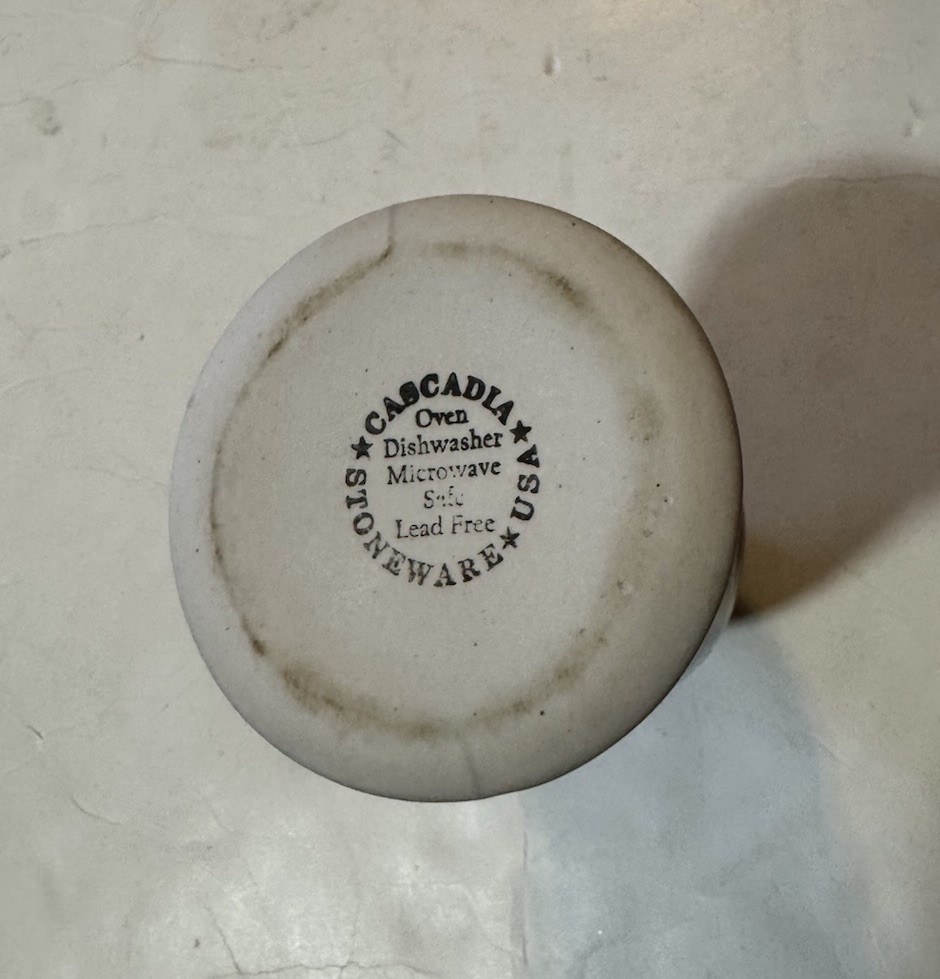 ★ CASCADIA ★ USA ★ STONEWARE
Oven
Dishwasher
Microwave
Safe
Lead Free